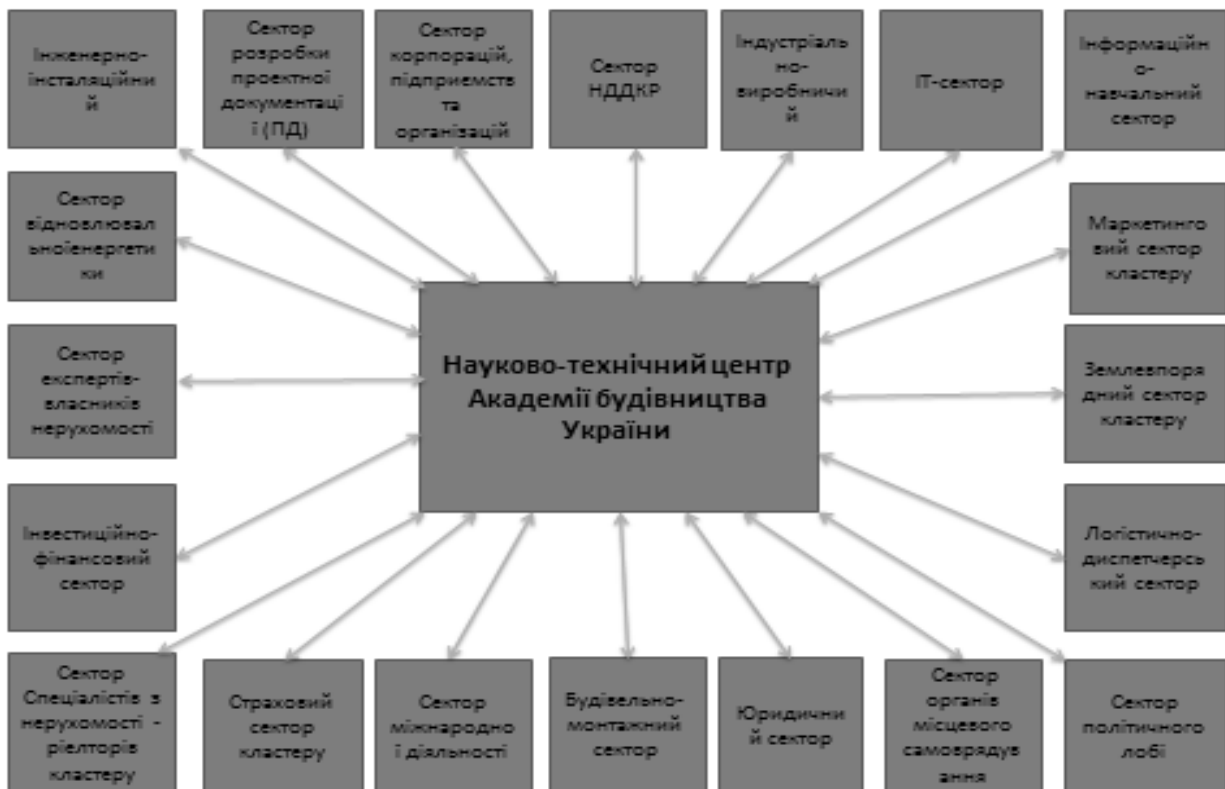 Інженерно-
інсталяційни
й
Сектор
розробки
проектної
документаці
ї (ПД)
Сектор
корпорацій,
підприємств
та
організацій
Сектор
НДДКР
Індустріаль
но-
виробничи
й
ІТ-сектор
Інформаційн
о-
навчальний
сектор
Сектор
відновлювал
ьноїенергети
ки
Маркетинго
вий сектор
кластеру
Науково-технічний центр
Академії будівництва
України
Сектор
експертів-
власників
нерухомості
Землевпоря
дний сектор
кластеру
Інвестиційно-
фінансовий
сектор
Логістично-
диспетчерсь
кий сектор
Сектор
Спеціалістів з
нерухомості -
ріелторів
кластеру
Страховий
сектор
кластеру
Сектор
міжнародно
ї діяльності
Будівельно-
монтажний
сектор
Юридични
й сектор
Сектор
органів
місцевого
самоврядув
ання
Сектор
політичного
лобі